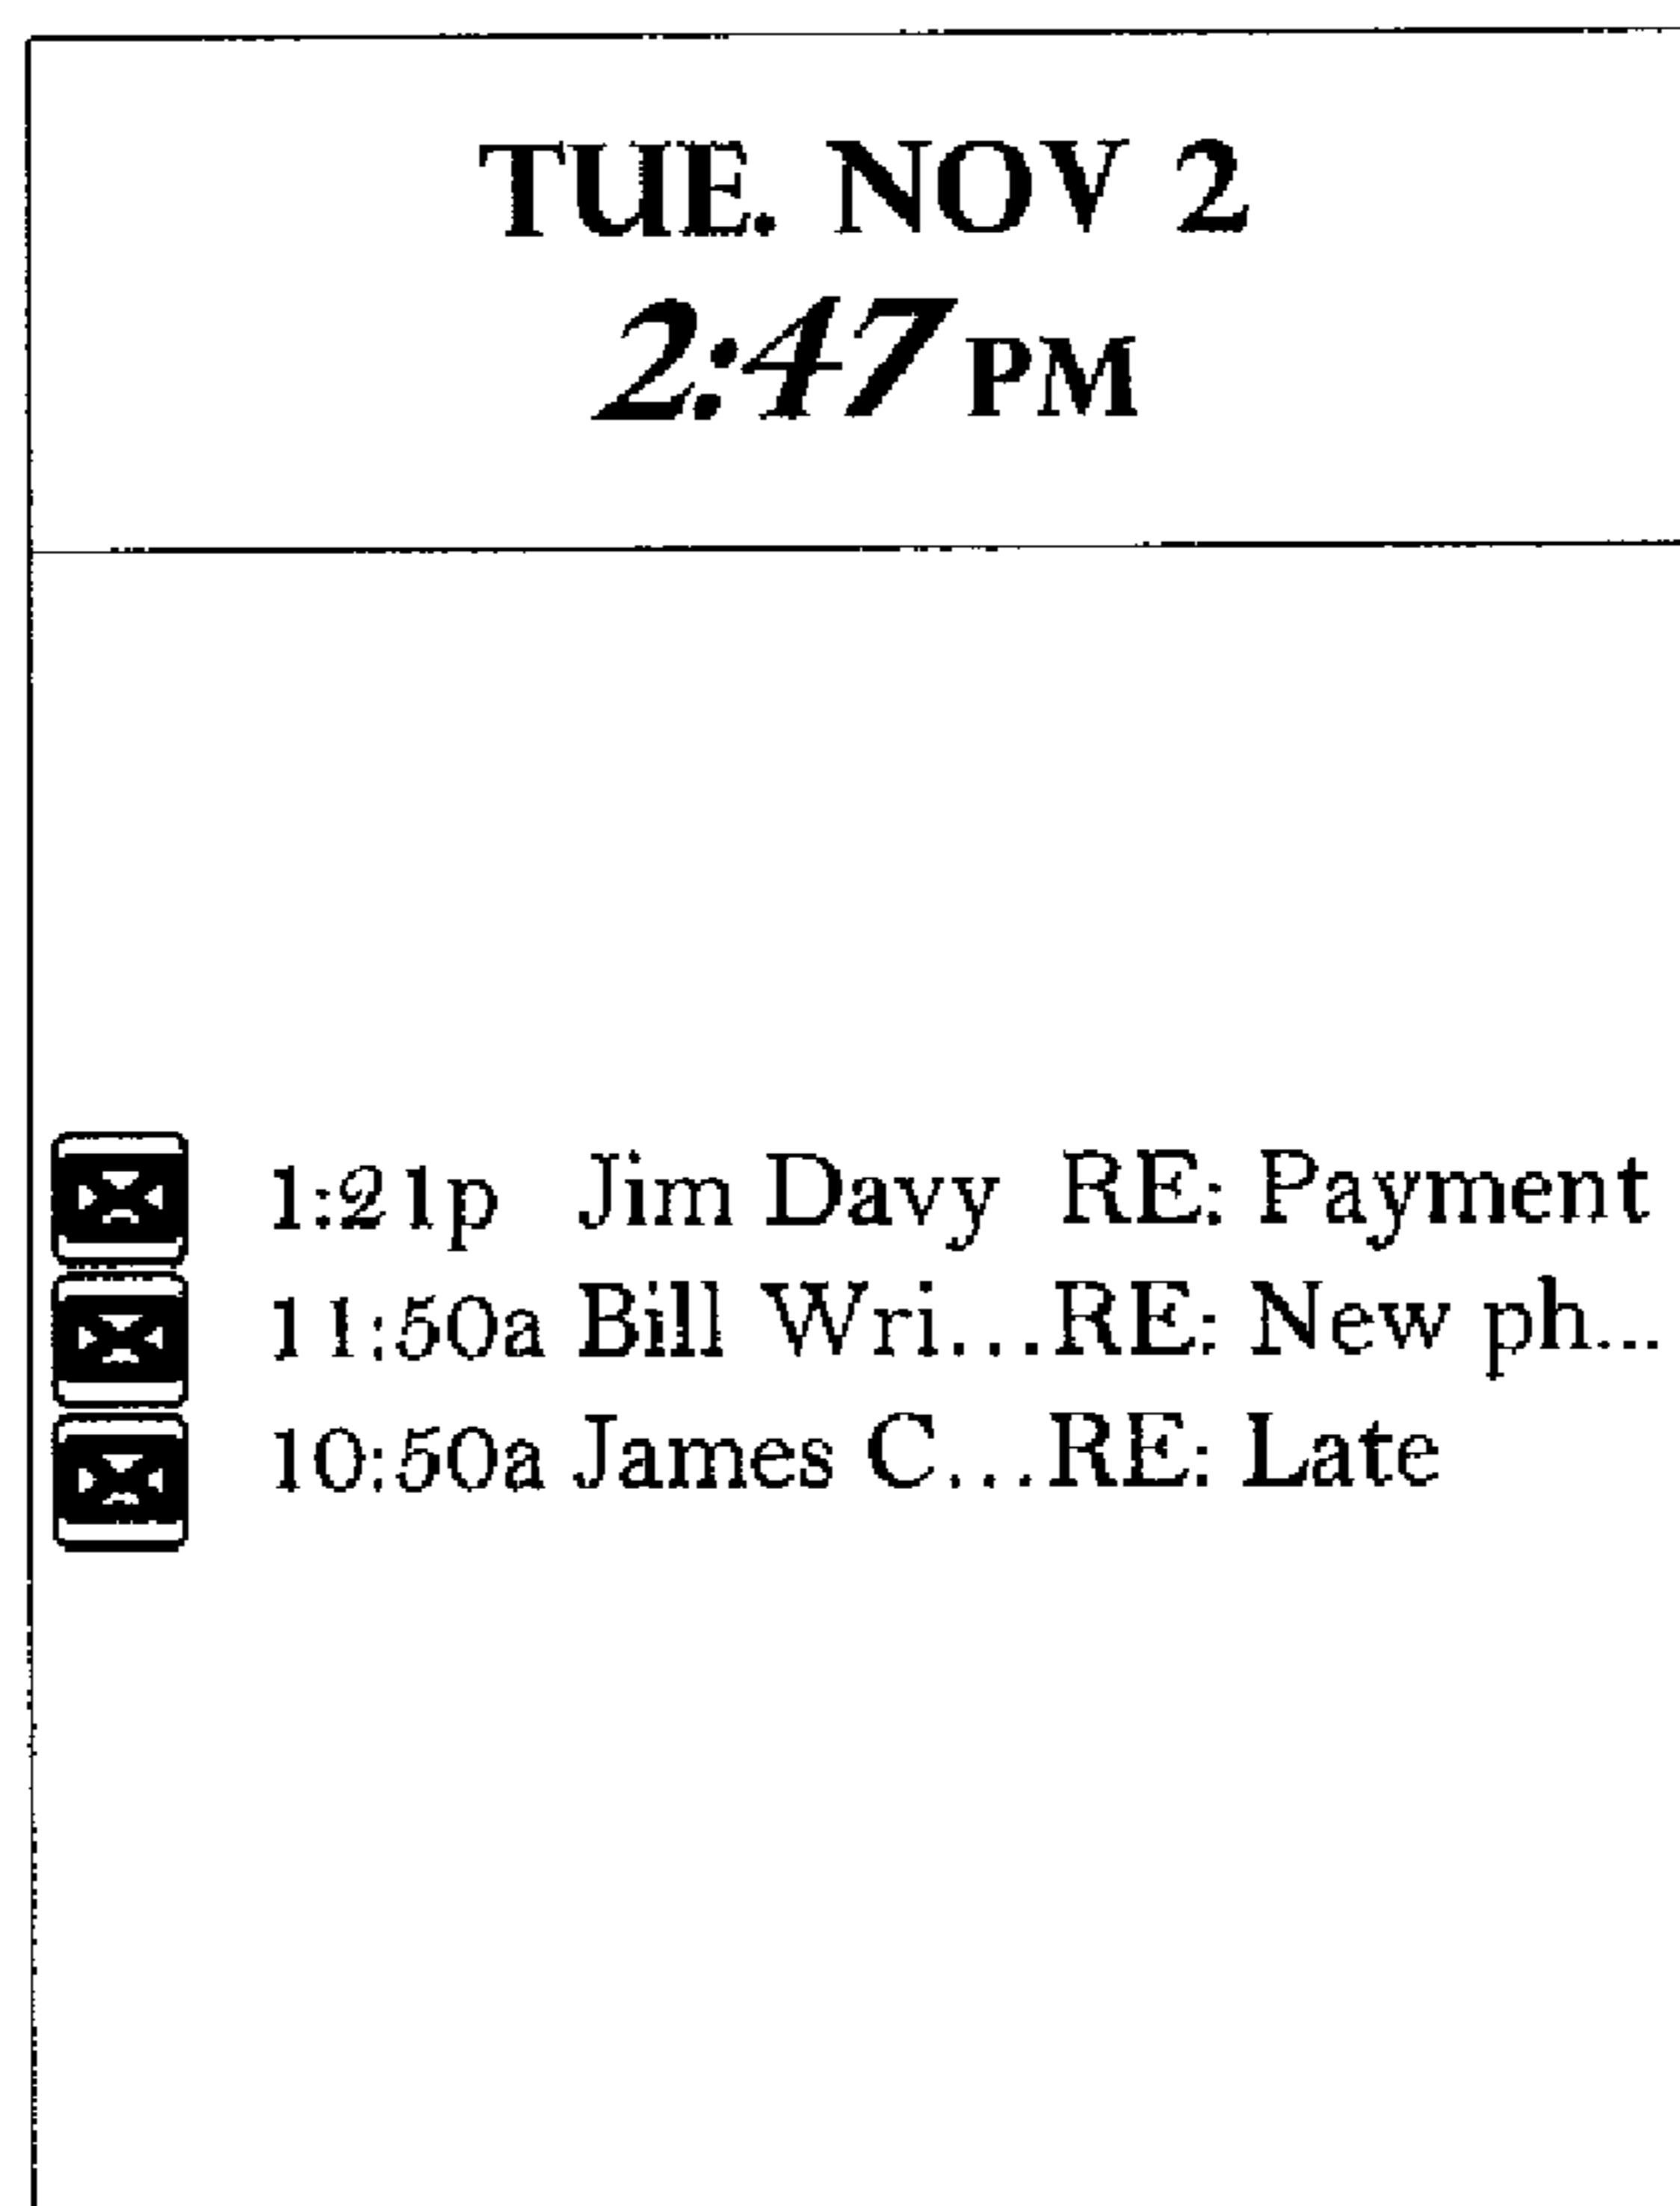 TUE. NOV 2
2:47 PM
1:21p Jim Davy RE: Payment
11:50a Bill Wri...RE: New ph...
10:50a James C...RE: Late